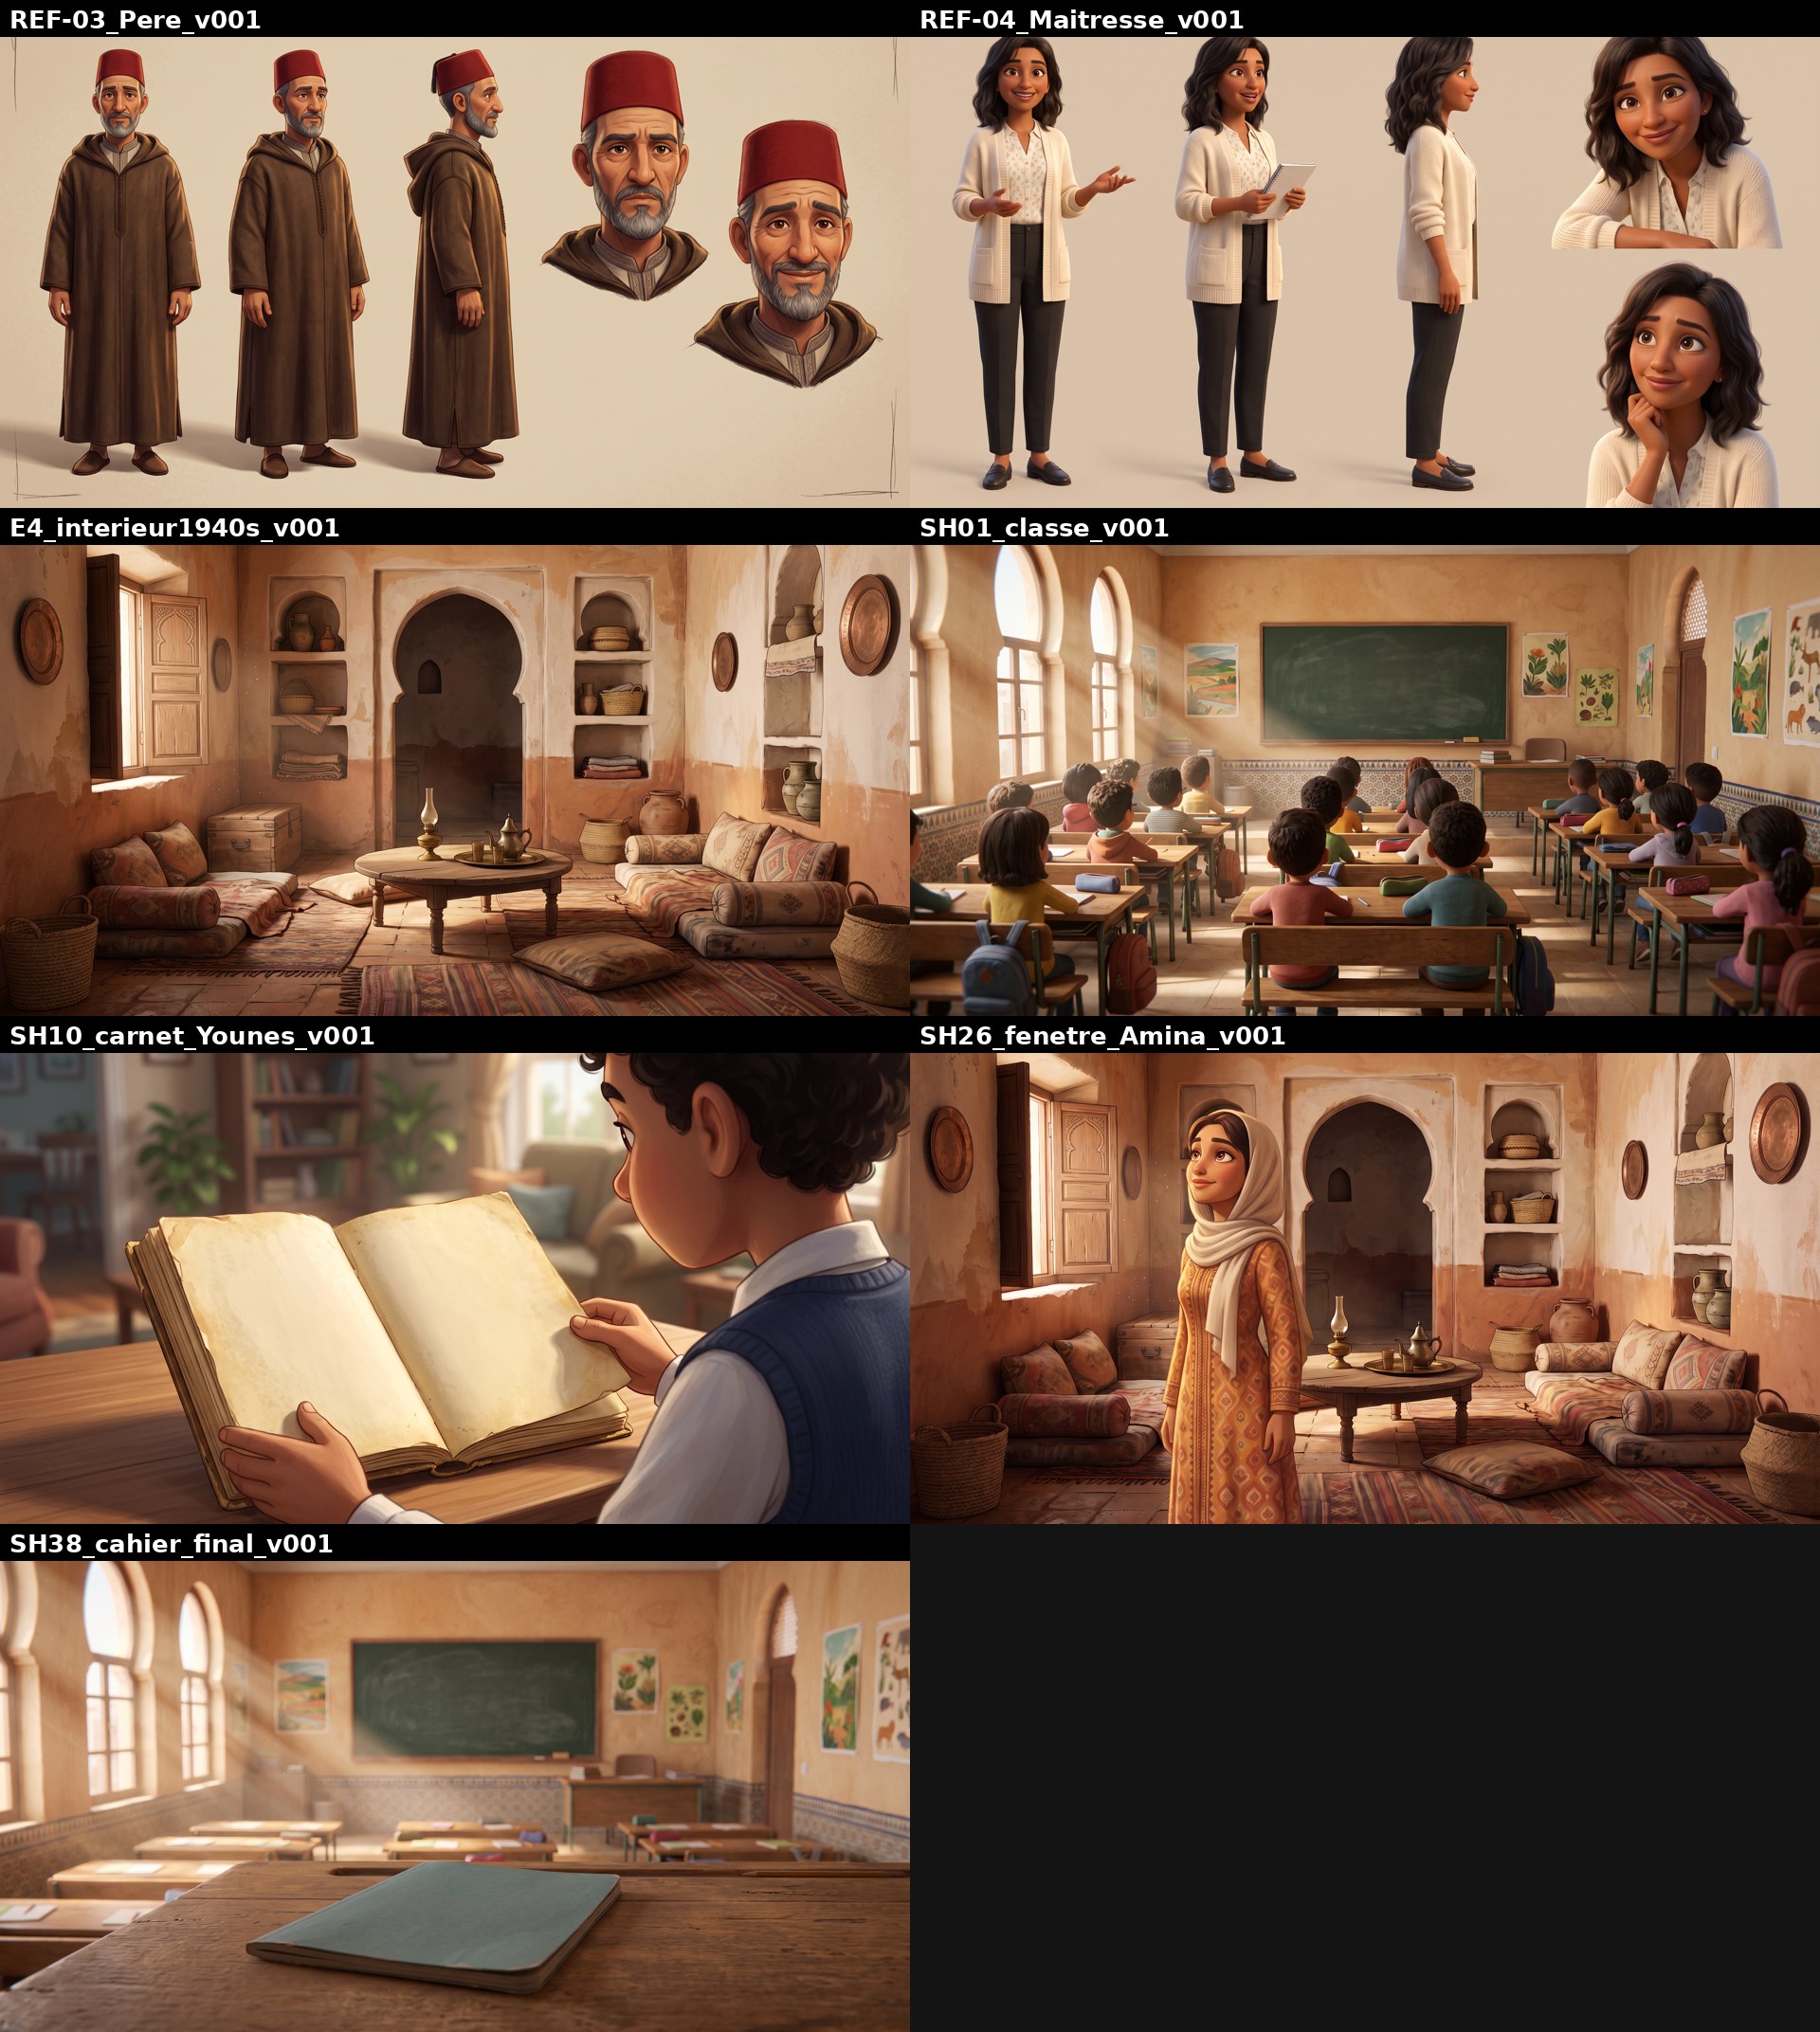 REF-03_Pere_v001
REF-04_Maitresse_v001
E4_interieur1940s_v001
SH01_classe_v001
SH10_carnet_Younes_v001
SH26_fenetre_Amina_v001
SH38_cahier_final_v001